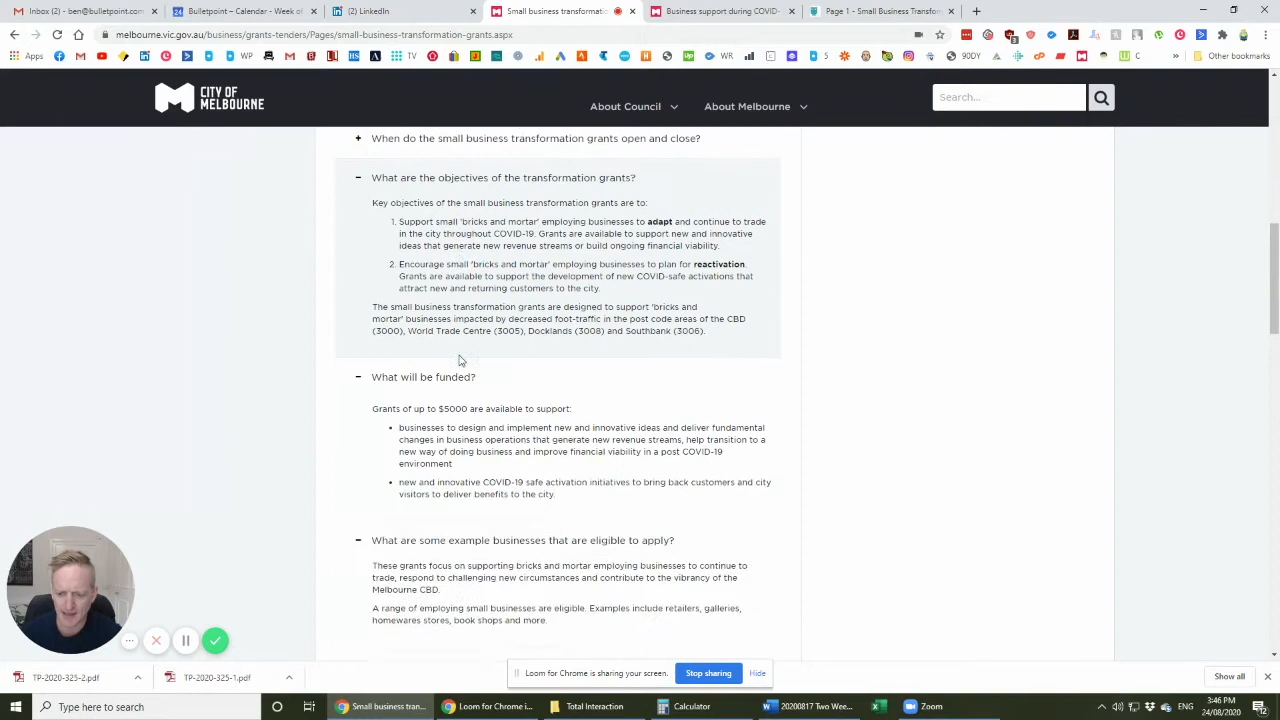 Inbox (2) - ben@bulletpoint.com
Bulletpoint – Calendar - Week of
LinkedIn
Small business transformatio
Business support during COVID-
Page 1 - Small Business Transfor
melbourne.vic.gov.au/business/grants-tenders/Pages/small-business-transformation-grants.aspx
Apps
WP
TV
WR
5
90DY
C
Other bookmarks
CITY OF
MELBOURNE
About Council
About Melbourne
Search...
When do the small business transformation grants open and close?
What are the objectives of the transformation grants?
Key objectives of the small business transformation grants are to:
1. Support small 'bricks and mortar' employing businesses to adapt and continue to trade
in the city throughout COVID-19. Grants are available to support new and innovative
ideas that generate new revenue streams or build ongoing financial viability.
2. Encourage small 'bricks and mortar' employing businesses to plan for reactivation.
Grants are available to support the development of new COVID-safe activations that
attract new and returning customers to the city.
The small business transformation grants are designed to support 'bricks and
mortar' businesses impacted by decreased foot-traffic in the post code areas of the CBD
(3000), World Trade Centre (3005), Docklands (3008) and Southbank (3006).
What will be funded?
Grants of up to $5000 are available to support:
• businesses to design and implement new and innovative ideas and deliver fundamental
changes in business operations that generate new revenue streams, help transition to a
new way of doing business and improve financial viability in a post COVID-19
environment
• new and innovative COVID-19 safe activation initiatives to bring back customers and city
visitors to deliver benefits to the city.
What are some example businesses that are eligible to apply?
These grants focus on supporting bricks and mortar employing businesses to continue to
trade, respond to challenging new circumstances and contribute to the vibrancy of the
Melbourne CBD.
A range of employing small businesses are eligible. Examples include retailers, galleries,
homewares stores, book shops and more.
Loom for Chrome is sharing your screen.
Stop sharing
Hide
TP-2020-325-2.pdf
TP-2020-325-1.pdf
Show all
Type here to search
Small business tran...
Loom for Chrome i...
Total Interaction
Calculator
20200817 Two Wee...
Zoom
3:46 PM
24/08/2020
12